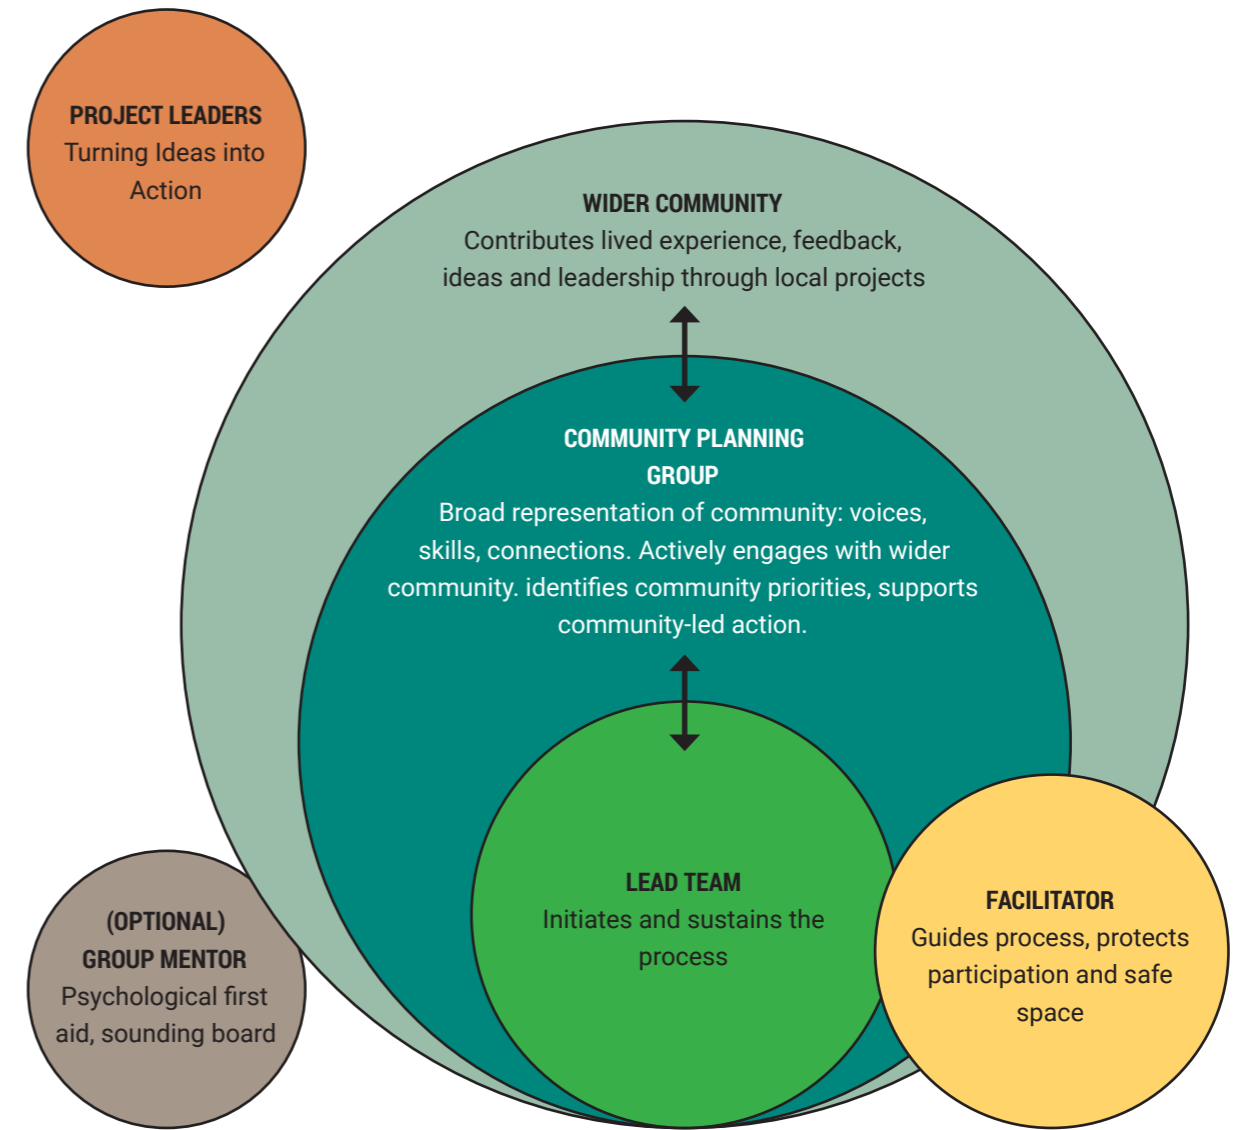 PROJECT LEADERS
Turning Ideas into
Action
WIDER COMMUNITY
Contributes lived experience, feedback,
ideas and leadership through local projects
COMMUNITY PLANNING
GROUP
Broad representation of community: voices,
skills, connections. Actively engages with wider
community. identifies community priorities, supports
community-led action.
LEAD TEAM
Initiates and sustains the
process
(OPTIONAL)
GROUP MENTOR
Psychological first
aid, sounding board
FACILITATOR
Guides process, protects
participation and safe
space